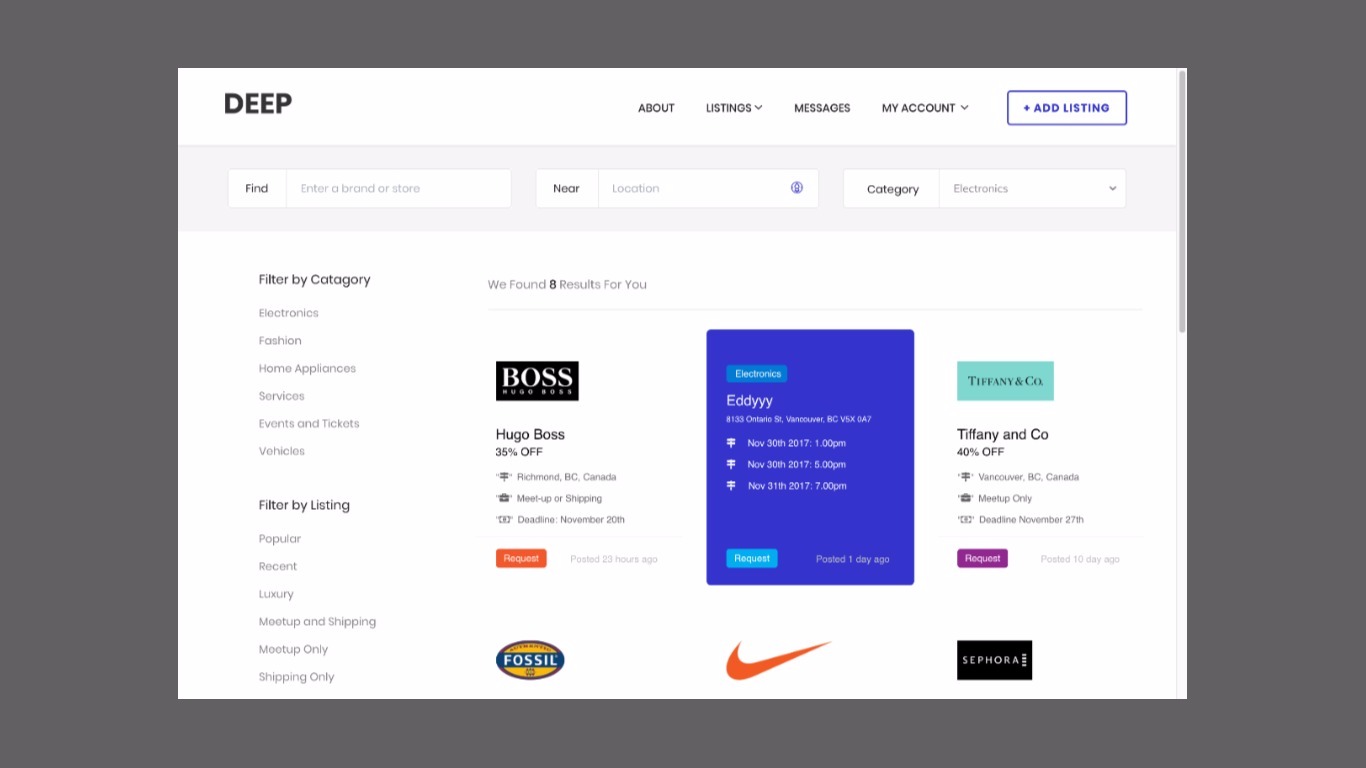 DEEP
ABOUT
LISTINGS
MESSAGES
MY ACCOUNT
+ ADD LISTING
Find
Enter a brand or store
Near
Location
Category
Electronics
Filter by Catagory
Electronics
Fashion
Home Appliances
Services
Events and Tickets
Vehicles
Filter by Listing
Popular
Recent
Luxury
Meetup and Shipping
Meetup Only
Shipping Only
We Found 8 Results For You
BOSS
HUGO BOSS
Hugo Boss
35% OFF
Richmond, BC, Canada
Meet-up or Shipping
Deadline: November 20th
Request
Posted 23 hours ago
Electronics
Eddyyy
8133 Ontario St, Vancouver, BC V5X 0A7
Nov 30th 2017: 1.00pm
Nov 30th 2017: 5.00pm
Nov 31th 2017: 7.00pm
Request
Posted 1 day ago
TIFFANY & CO.
Tiffany and Co
40% OFF
Vancouver, BC, Canada
Meetup Only
Deadline November 27th
Request
Posted 10 day ago
FOSSIL
SEPHORA